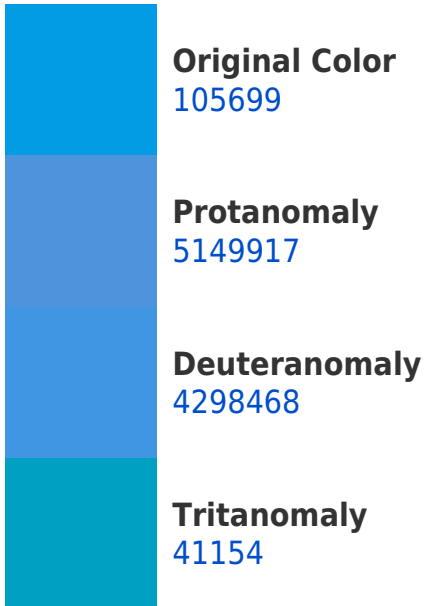 Original Color
105699
Protanomaly
5149917
Deuteranomaly
4298468
Tritanomaly
41154